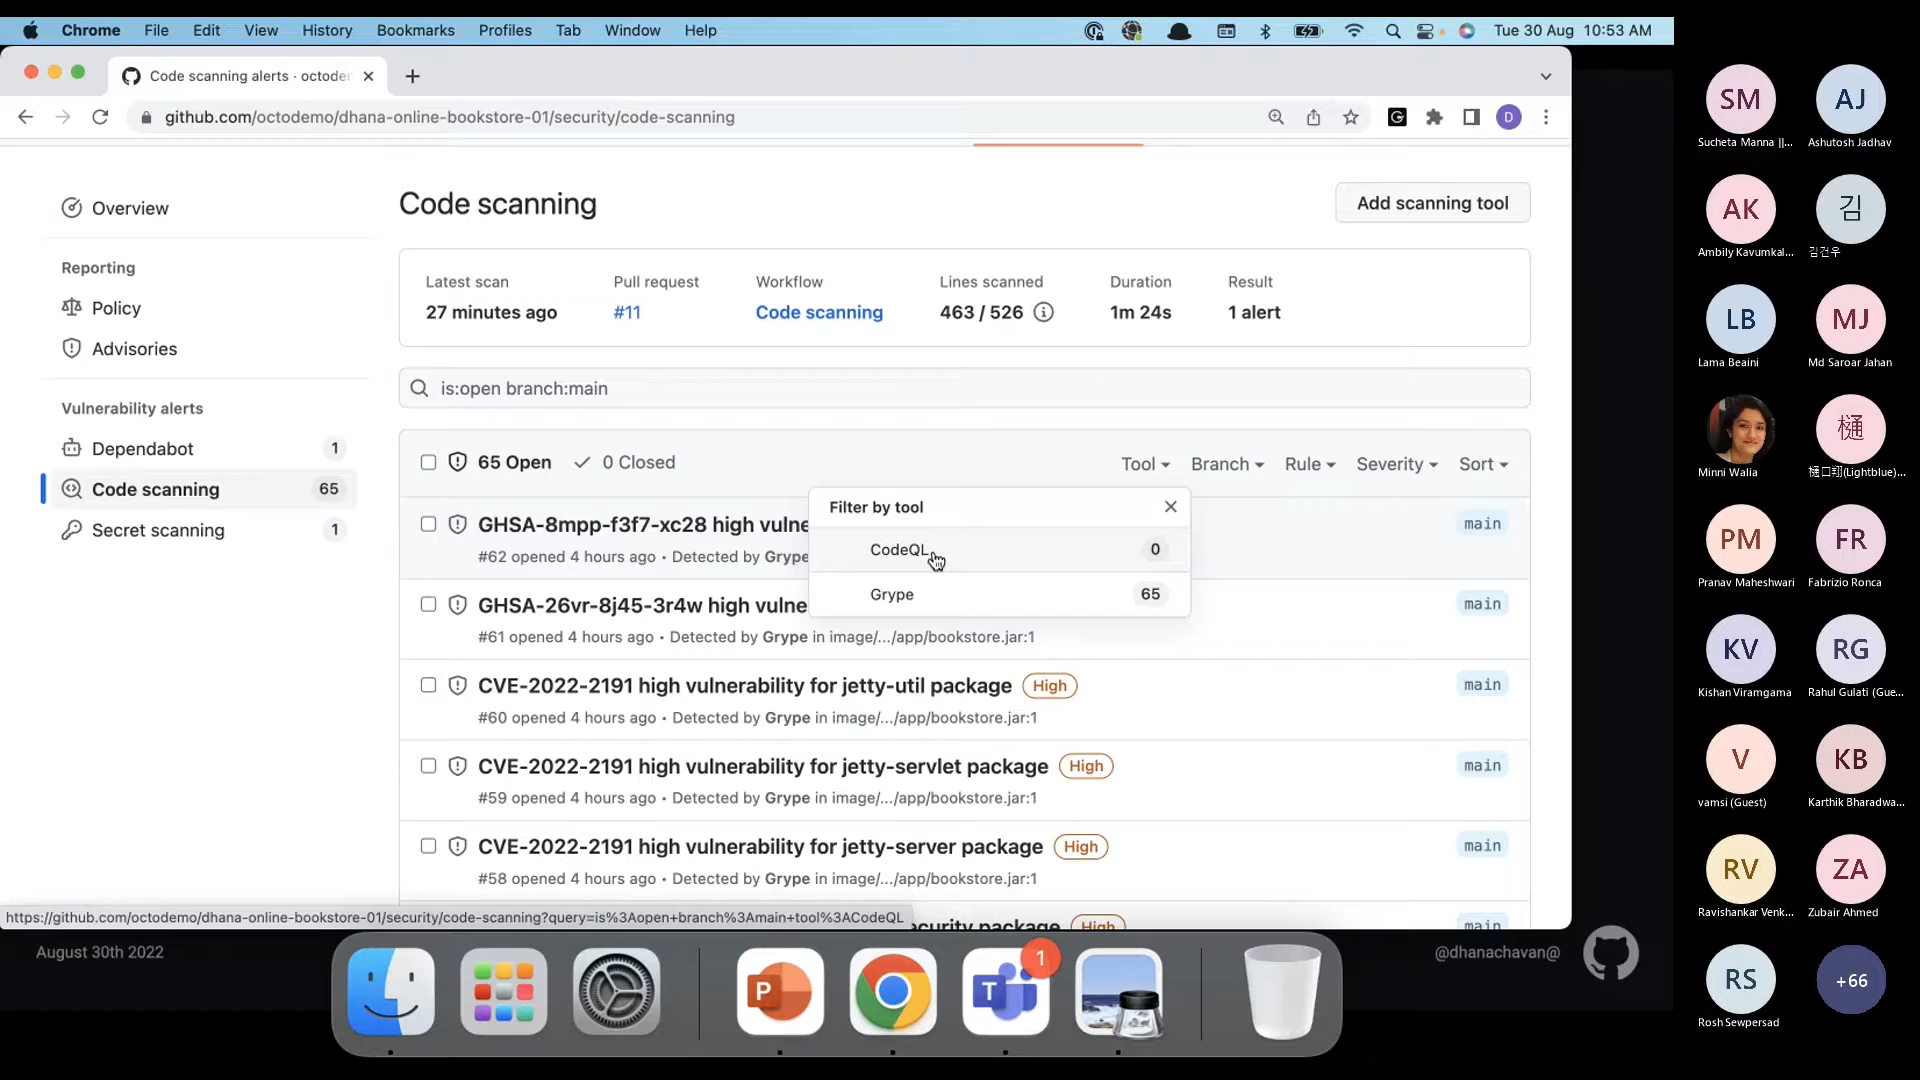 Chrome File Edit View History Bookmarks Profiles Tab Window Help Tue 30 Aug 10:53 AM
Code scanning alerts · octoder
github.com/octodemo/dhana-online-bookstore-01/security/code-scanning
D
Overview
Reporting
Policy
Advisories
Vulnerability alerts
Dependabot 1
Code scanning 65
Secret scanning 1
Code scanning
Add scanning tool
Latest scan Pull request Workflow Lines scanned Duration Result
27 minutes ago #11 Code scanning 463 / 526 1m 24s 1 alert
is:open branch:main
65 Open 0 Closed Tool Branch Rule Severity Sort
Filter by tool
CodeQL 0
Grype 65
GHSA-8mpp-f3f7-xc28 high vulne main
#62 opened 4 hours ago • Detected by Grype
GHSA-26vr-8j45-3r4w high vulne main
#61 opened 4 hours ago • Detected by Grype in image/.../app/bookstore.jar:1
CVE-2022-2191 high vulnerability for jetty-util package High main
#60 opened 4 hours ago • Detected by Grype in image/.../app/bookstore.jar:1
CVE-2022-2191 high vulnerability for jetty-servlet package High main
#59 opened 4 hours ago • Detected by Grype in image/.../app/bookstore.jar:1
CVE-2022-2191 high vulnerability for jetty-server package High main
#58 opened 4 hours ago • Detected by Grype in image/.../app/bookstore.jar:1
ecurity package High main
https://github.com/octodemo/dhana-online-bookstore-01/security/code-scanning?query=is%3Aopen+branch%3Amain+tool%3ACodeQL
August 30th 2022
@dhanachavan@
P
T
1
SM AJ
Sucheta Manna ||... Ashutosh Jadhav
AK 김
Ambily Kavumkal... 김건우
LB MJ
Lama Beaini Md Saroar Jahan
樋
Minni Walia 樋口翔(Lightblue)...
PM FR
Pranav Maheshwari Fabrizio Ronca
KV RG
Kishan Viramgama Rahul Gulati (Gue...
V KB
vamsi (Guest) Karthik Bharadwa...
RV ZA
Ravishankar Venk... Zubair Ahmed
RS +66
Rosh Sewpersad